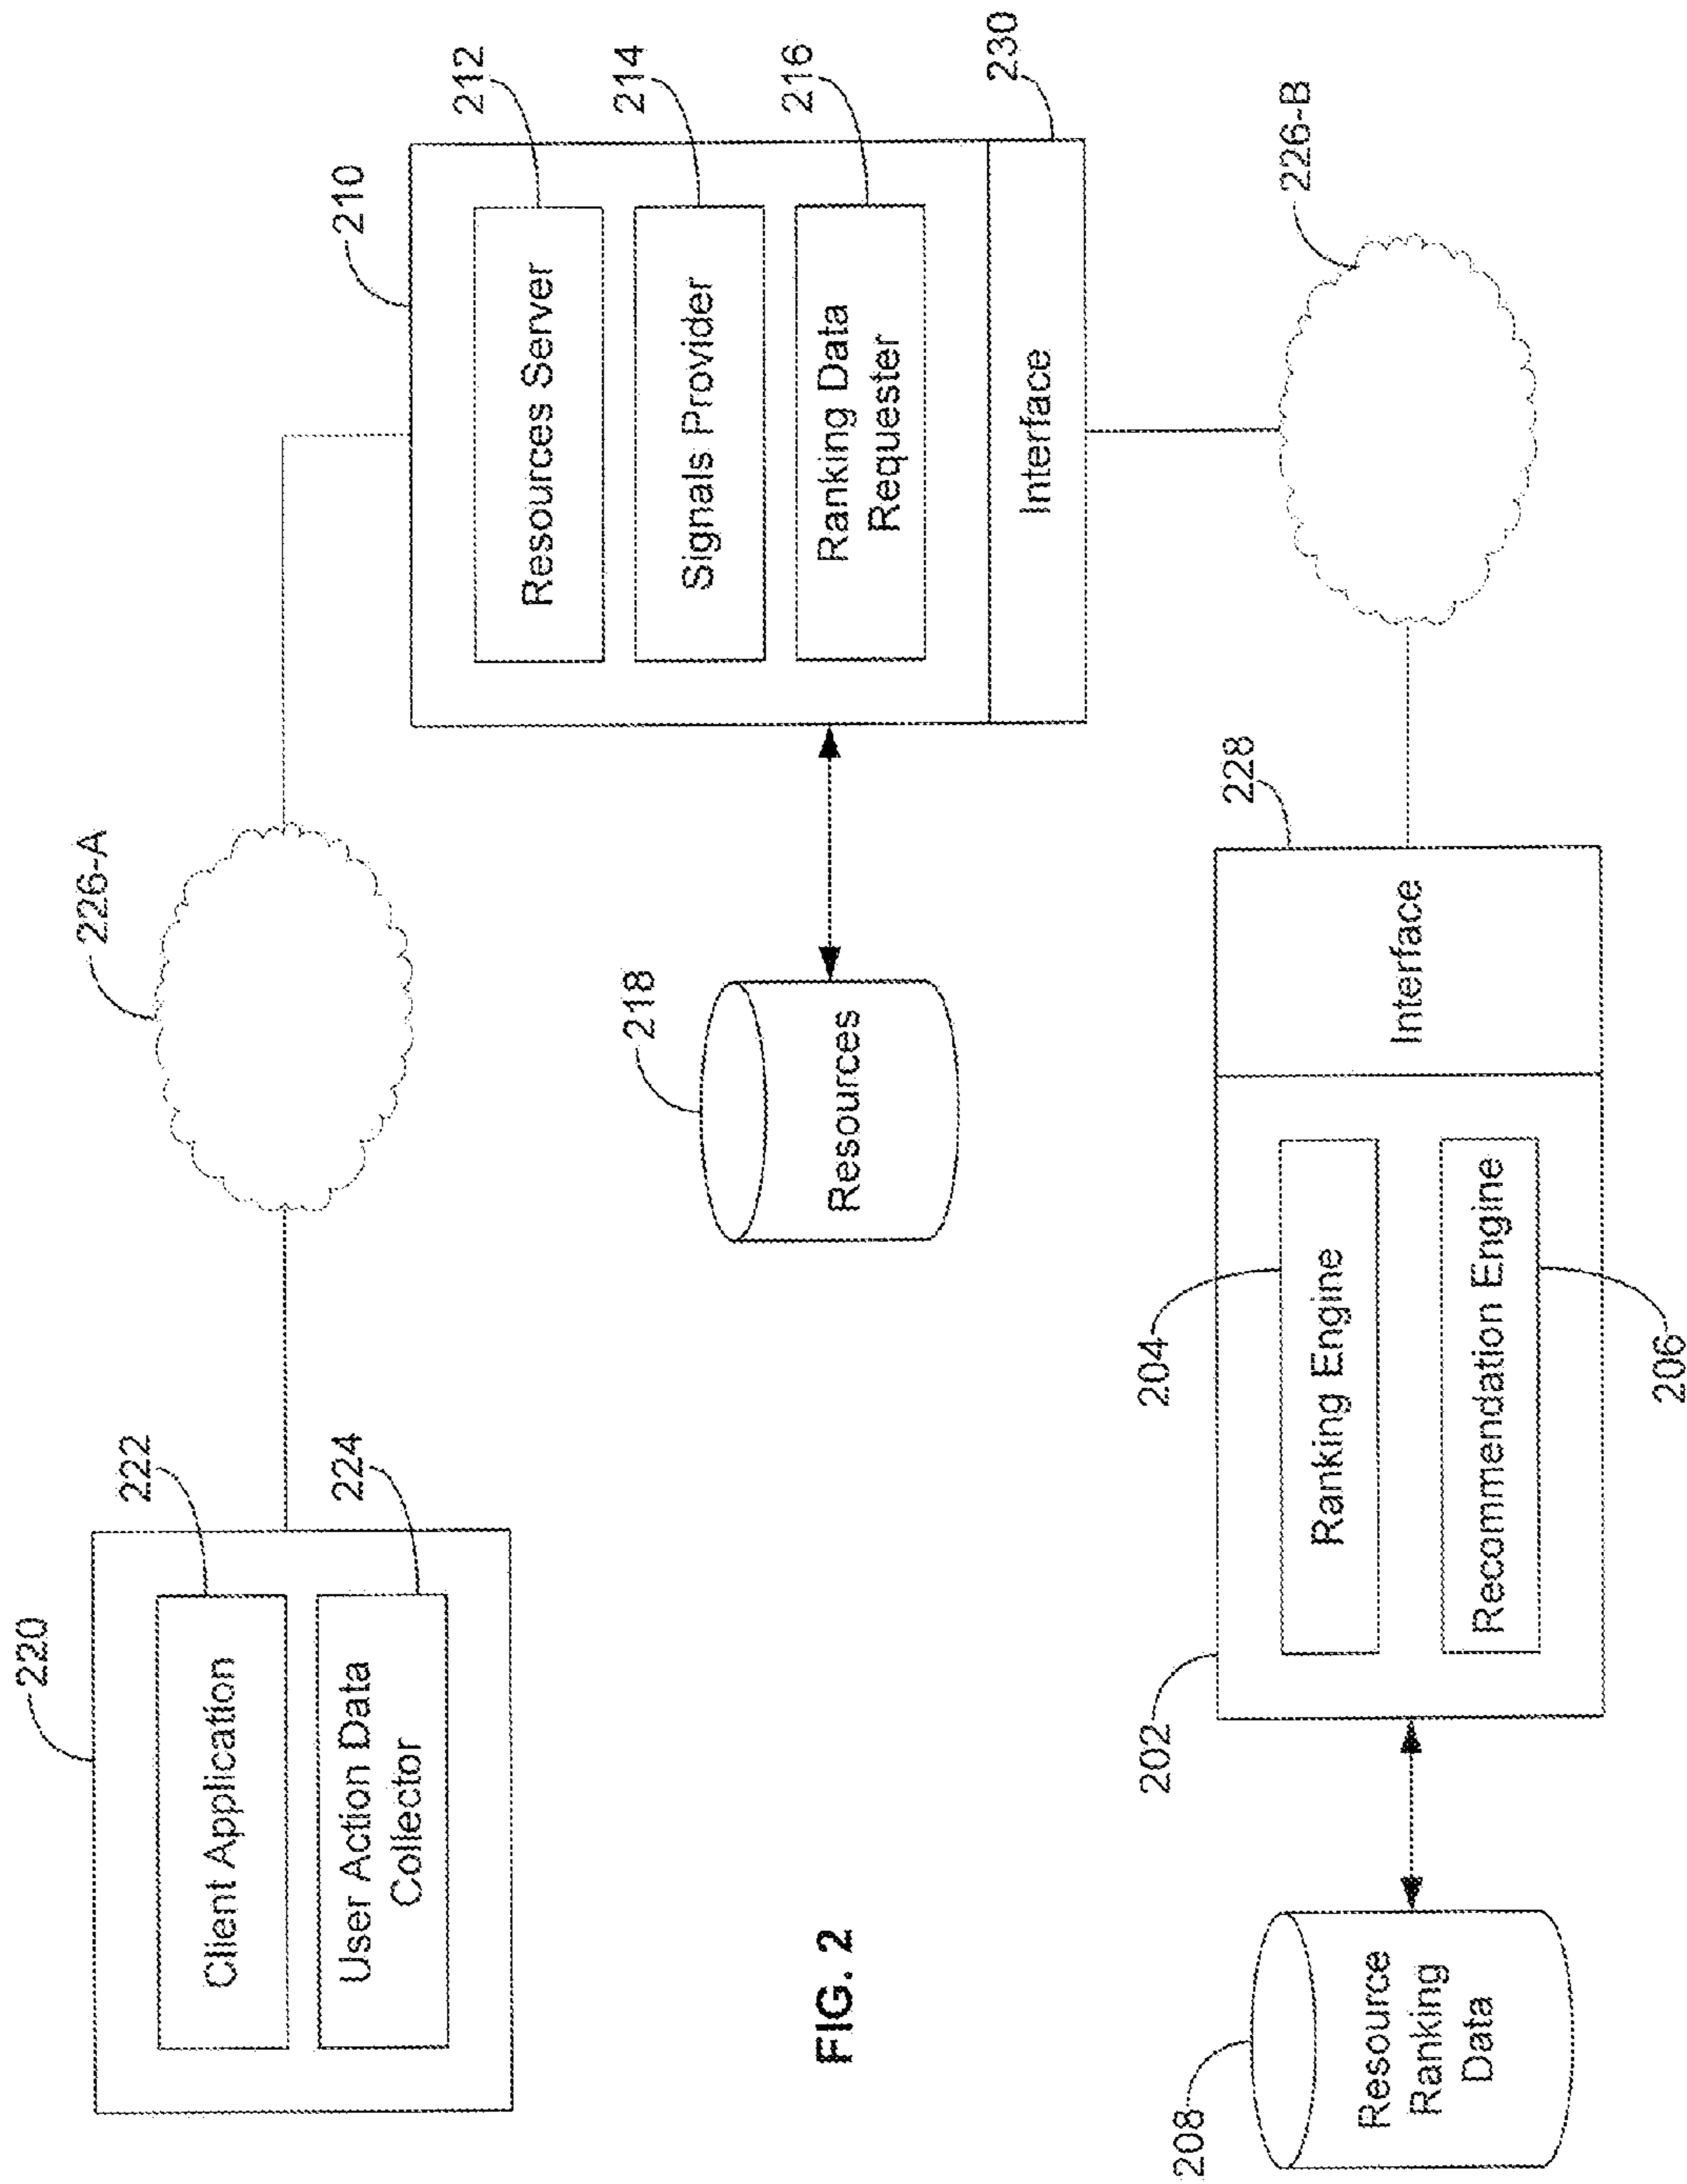 220
Client Application
222
User Action Data
Collector
224
226-A
210
Resources Server
212
Signals Provider
214
Ranking Data
Requester
216
Interface
230
218
Resources
226-B
208
Resource
Ranking
Data
202
Ranking Engine
204
Recommendation Engine
206
Interface
228
FIG. 2